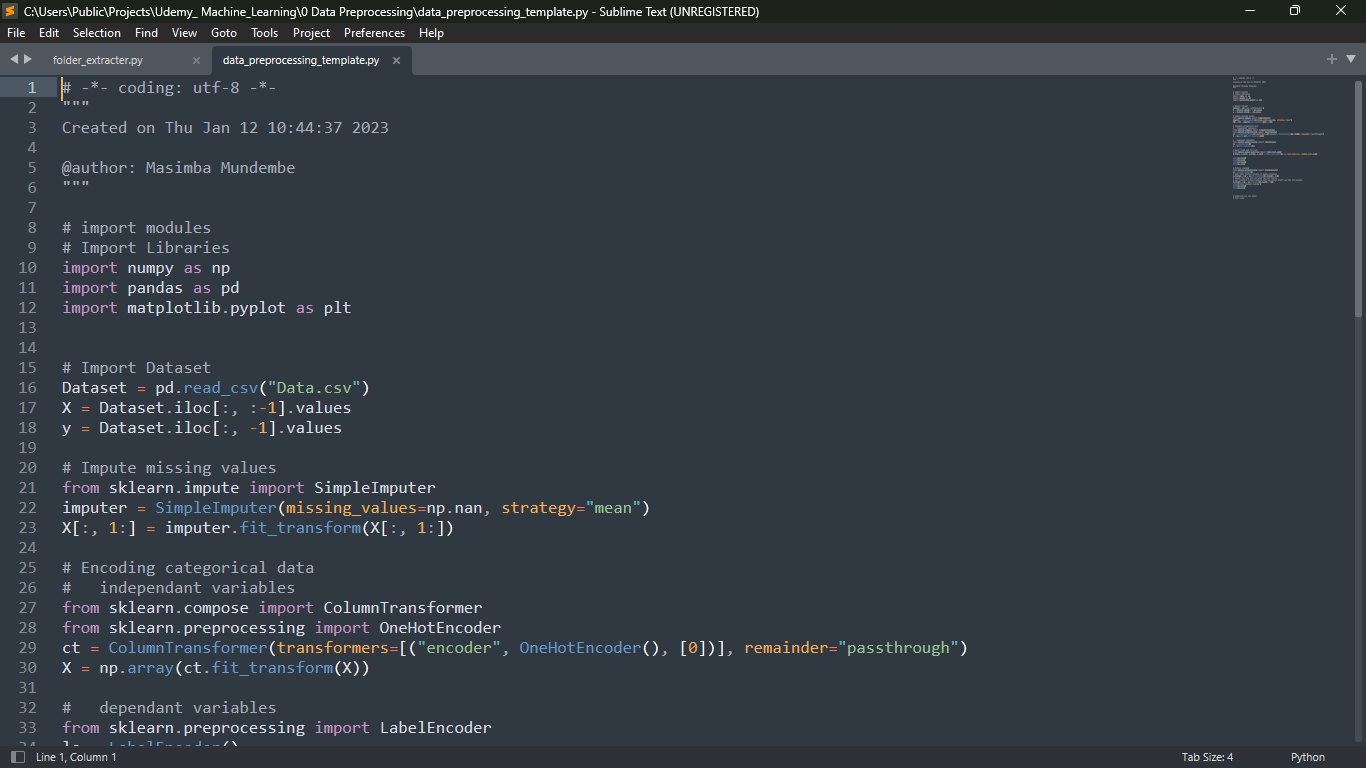 C:\Users\Public\Projects\Udemy_ Machine_Learning\0 Data Preprocessing\data_preprocessing_template.py - Sublime Text (UNREGISTERED)
File Edit Selection Find View Goto Tools Project Preferences Help
folder_extracter.py data_preprocessing_template.py
1 # -*- coding: utf-8 -*-
2 """
3 Created on Thu Jan 12 10:44:37 2023
4
5 @author: Masimba Mundembe
6 """
7
8 # import modules
9 # Import Libraries
10 import numpy as np
11 import pandas as pd
12 import matplotlib.pyplot as plt
13
14
15 # Import Dataset
16 Dataset = pd.read_csv("Data.csv")
17 X = Dataset.iloc[:, :-1].values
18 y = Dataset.iloc[:, -1].values
19
20 # Impute missing values
21 from sklearn.impute import SimpleImputer
22 imputer = SimpleImputer(missing_values=np.nan, strategy="mean")
23 X[:, 1:] = imputer.fit_transform(X[:, 1:])
24
25 # Encoding categorical data
26 #   independant variables
27 from sklearn.compose import ColumnTransformer
28 from sklearn.preprocessing import OneHotEncoder
29 ct = ColumnTransformer(transformers=[("encoder", OneHotEncoder(), [0])], remainder="passthrough")
30 X = np.array(ct.fit_transform(X))
31
32 #   dependant variables
33 from sklearn.preprocessing import LabelEncoder
Line 1, Column 1 Tab Size: 4 Python